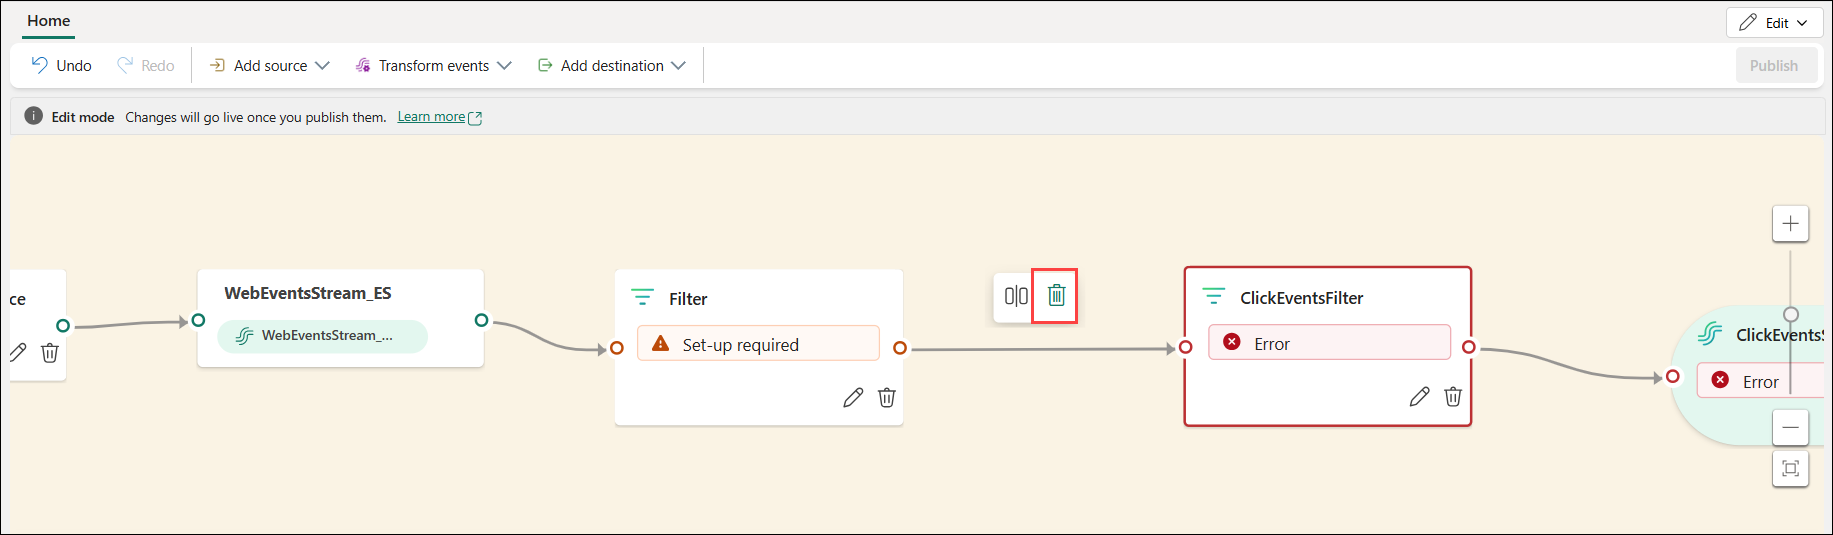 Home
Edit
Undo
Redo
Add source
Transform events
Add destination
Publish
Edit mode Changes will go live once you publish them. Learn more
ce
WebEventsStream_ES
WebEventsStream_...
Filter
Set-up required
ClickEventsFilter
Error
ClickEventsS
Error